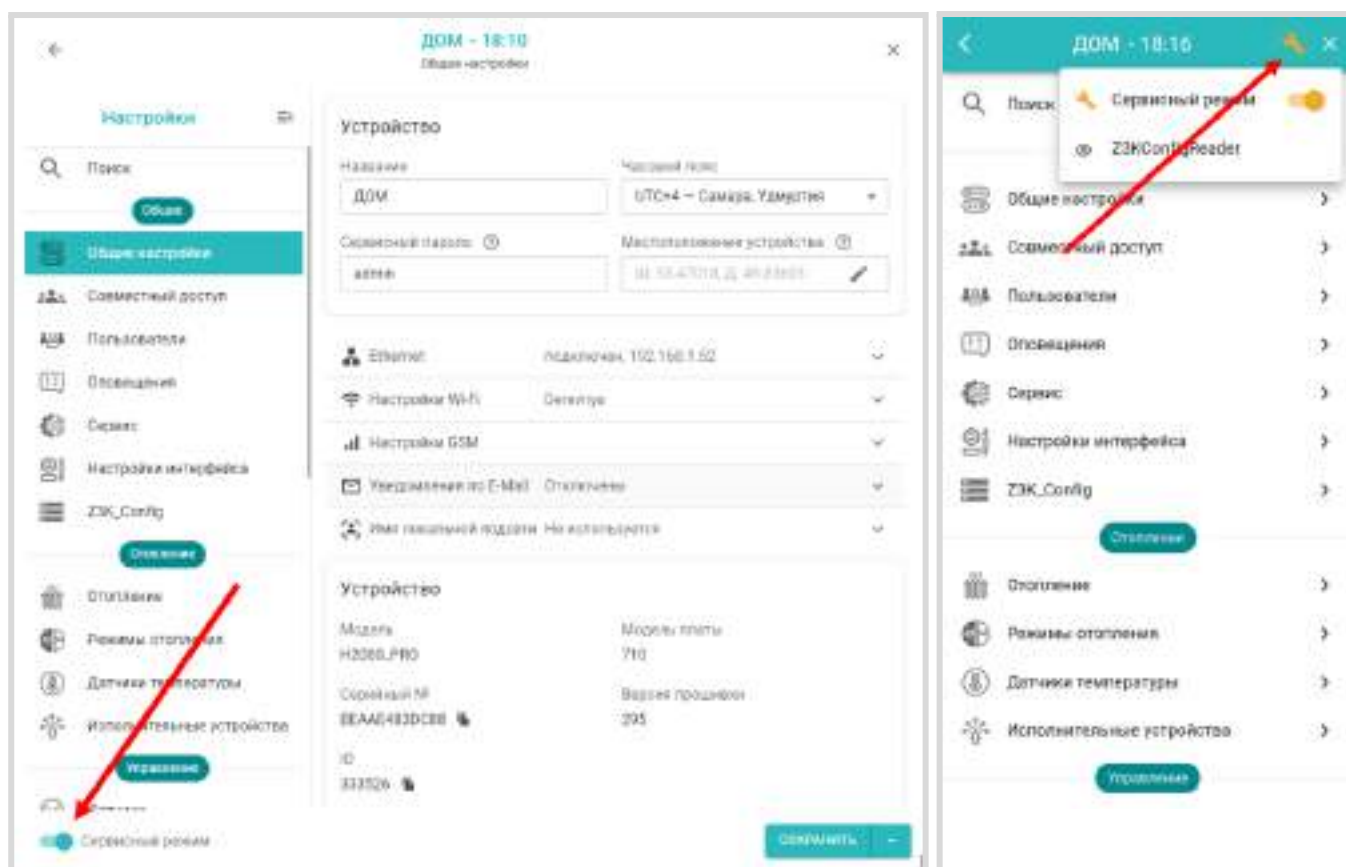 ДОМ - 18:10
Общие настройки
Настройки
Поиск
Общие
Общие настройки
Совместный доступ
Пользователи
Оповещения
Сервис
Настройки интерфейса
Z3K_Config
Отопление
Отопление
Режимы отопления
Датчики температуры
Исполнительные устройства
Управление
Сервисный режим
Устройство
Название
Часовой пояс
ДОМ
UTC+4 — Самара, Удмуртия
Сервисный пароль
Местоположение устройства
admin
Ethernet
подключен, 192.168.1.52
Настройки Wi-Fi
Derevnya
Настройки GSM
Уведомления по E-Mail
Отключены
Имя локальной подсети
Не используется
Устройство
Модель
Модель платы
H2000_PRO
710
Серийный №
Версия прошивки
395
ID
333526
СОХРАНИТЬ
ДОМ - 18:16
Поиск
Сервисный режим
Z3KConfigReader
Общие настройки
Совместный доступ
Пользователи
Оповещения
Сервис
Настройки интерфейса
Z3K_Config
Отопление
Отопление
Режимы отопления
Датчики температуры
Исполнительные устройства
Управление